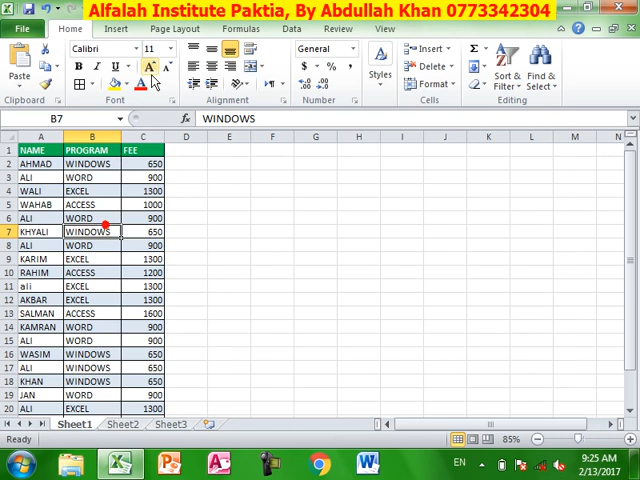 Alfalah Institute Paktia, By Abdullah Khan 0773342304
File Home Insert Page Layout Formulas Data Review View
Paste Calibri 11 General Styles Insert Delete Format Sort & Filter Find & Select
Clipboard Font Alignment Number Cells Editing
B7 fx WINDOWS
A B C D E F G H I J K L M N
1 NAME PROGRAM FEE
2 AHMAD WINDOWS 650
3 ALI WORD 900
4 WALI EXCEL 1300
5 WAHAB ACCESS 1000
6 ALI WORD 900
7 KHYALI WINDOWS 650
8 ALI WORD 900
9 KARIM EXCEL 1300
10 RAHIM ACCESS 1200
11 ali EXCEL 1300
12 AKBAR EXCEL 1300
13 SALMAN ACCESS 1600
14 KAMRAN WORD 900
15 ALI WORD 900
16 WASIM WINDOWS 650
17 ALI WINDOWS 650
18 KHAN WINDOWS 650
19 JAN WORD 900
20 ALI EXCEL 1300
Sheet1 Sheet2 Sheet3
Ready 85%
EN 9:25 AM
2/13/2017